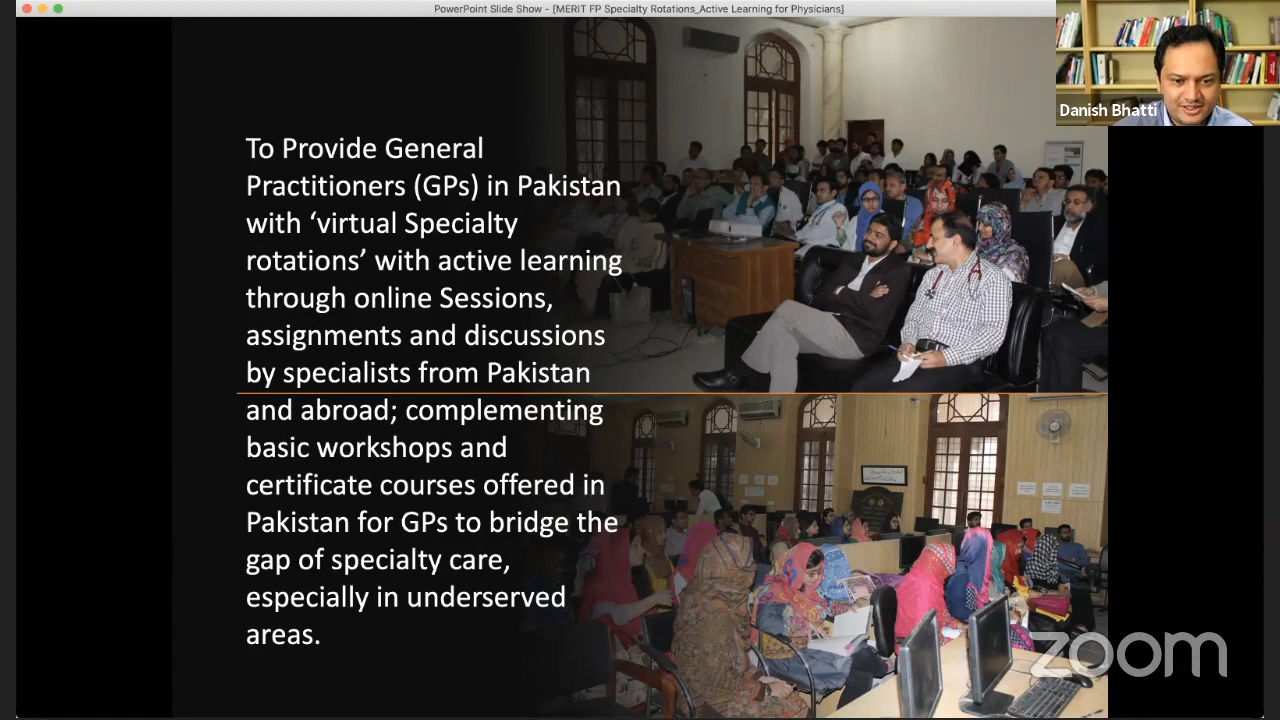 PowerPoint Slide Show - [MERIT FP Specialty Rotations_Active Learning for Physicians]
Danish Bhatti
To Provide General
Practitioners (GPs) in Pakistan
with ‘virtual Specialty
rotations’ with active learning
through online Sessions,
assignments and discussions
by specialists from Pakistan
and abroad; complementing
basic workshops and
certificate courses offered in
Pakistan for GPs to bridge the
gap of specialty care,
especially in underserved
areas.
zoom